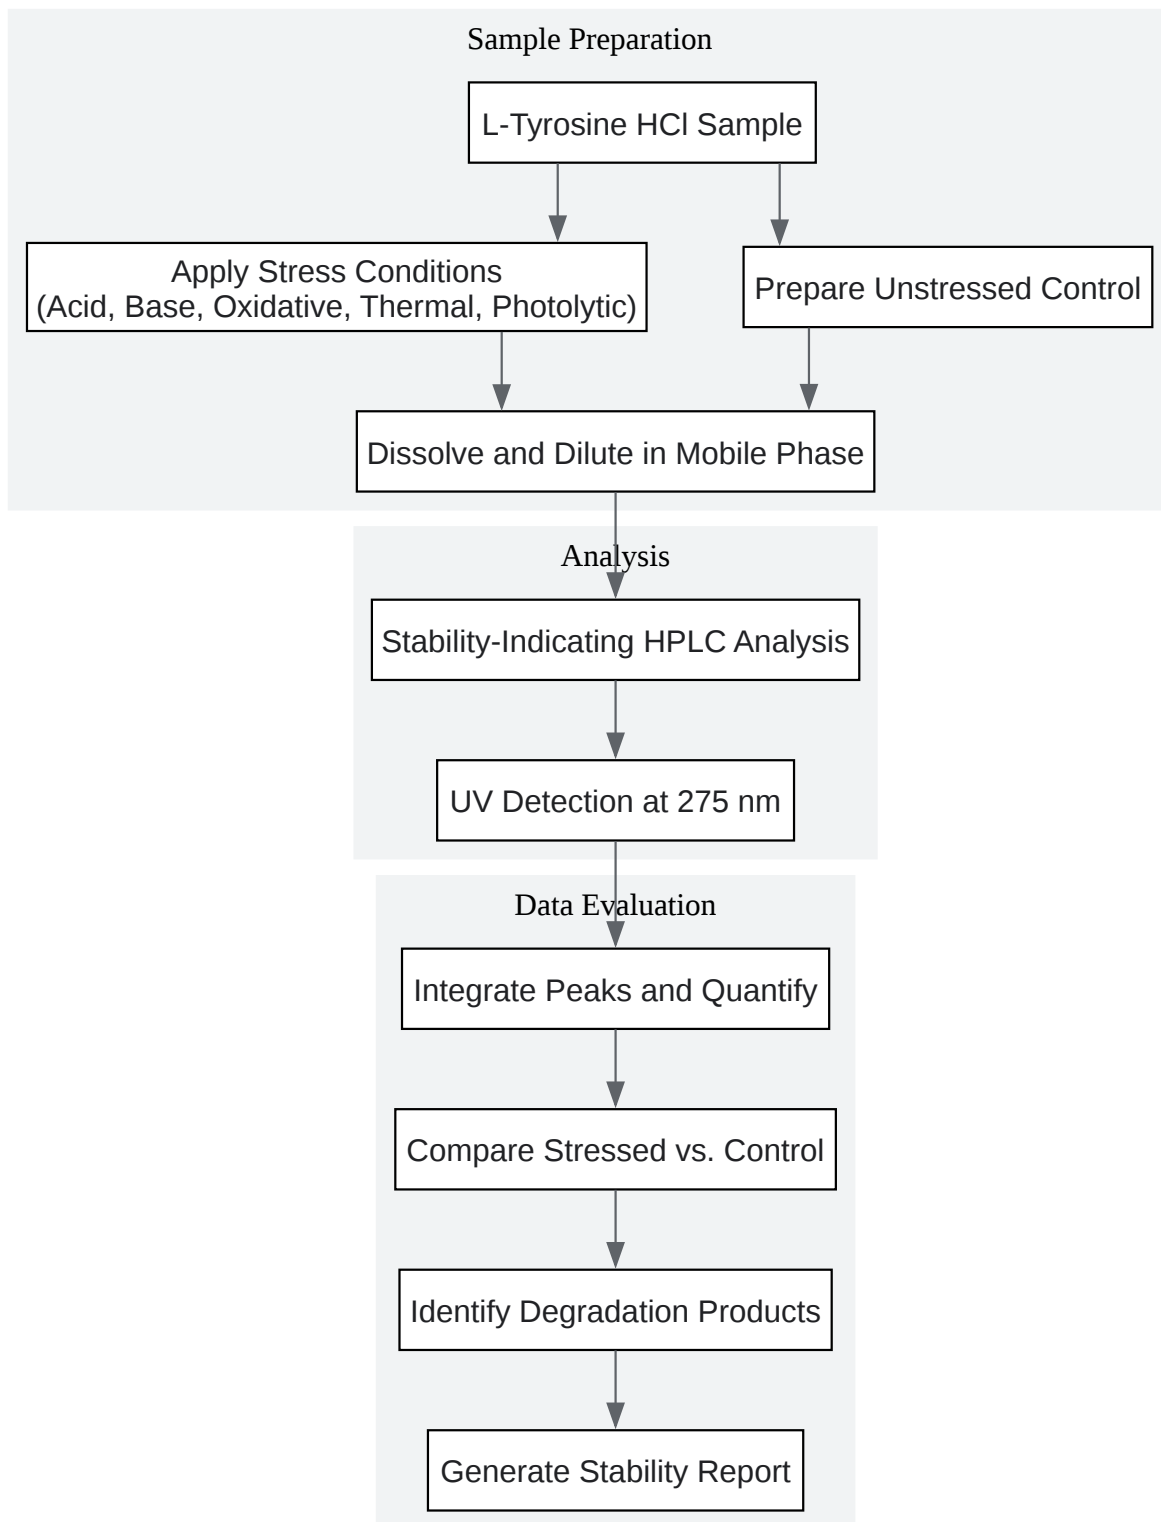 Sample Preparation
L-Tyrosine HCl Sample
Apply Stress Conditions
(Acid, Base, Oxidative, Thermal, Photolytic)
Prepare Unstressed Control
Dissolve and Dilute in Mobile Phase
Analysis
Stability-Indicating HPLC Analysis
UV Detection at 275 nm
Data Evaluation
Integrate Peaks and Quantify
Compare Stressed vs. Control
Identify Degradation Products
Generate Stability Report